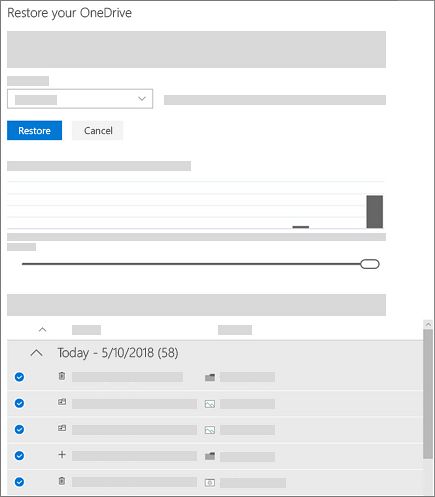 Restore your OneDrive
Restore
Cancel
Today - 5/10/2018 (58)